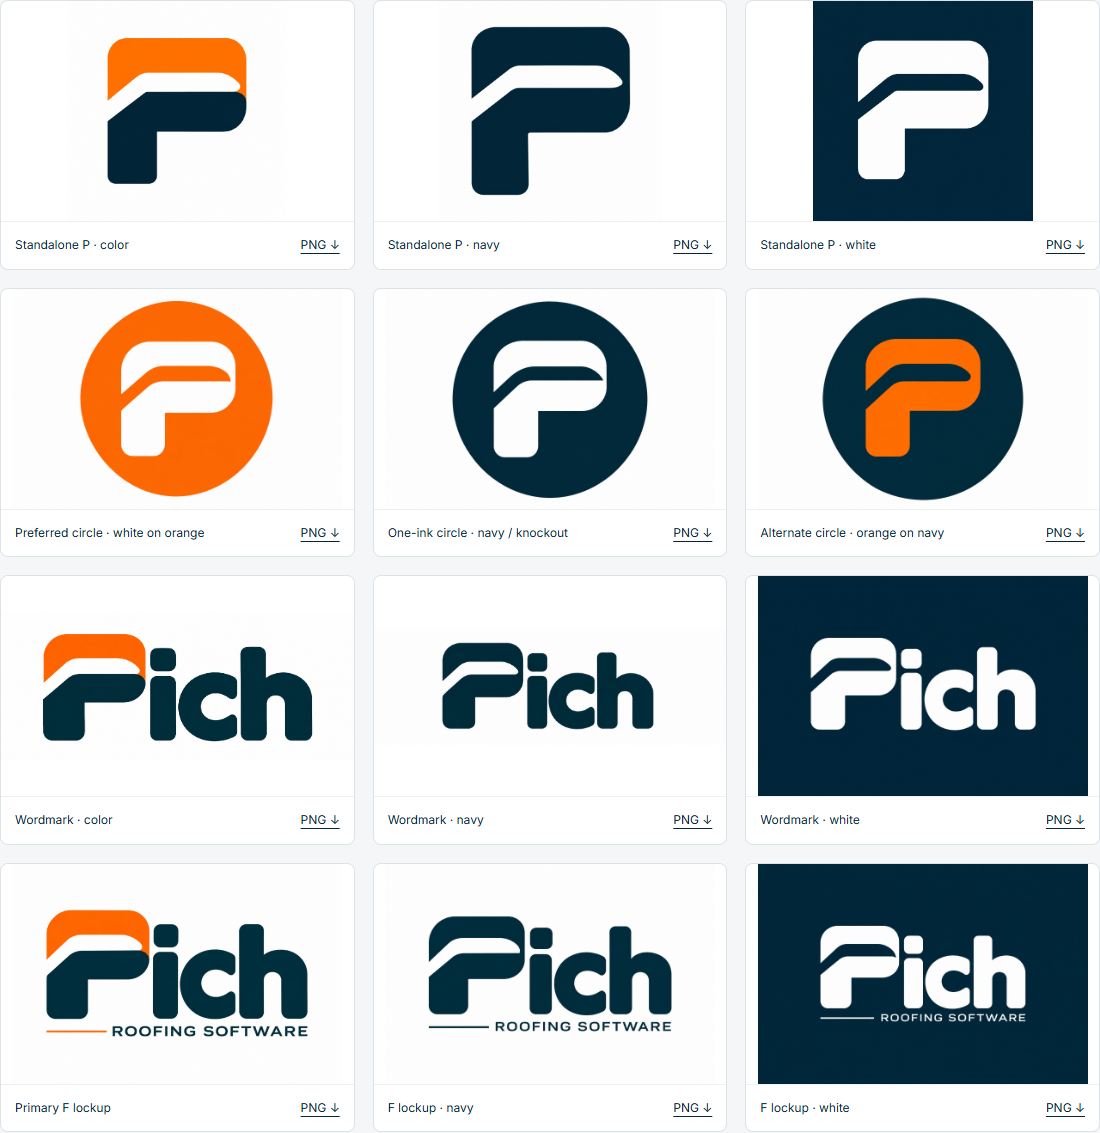 P
P
P
Standalone P · color PNG ↓
Standalone P · navy PNG ↓
Standalone P · white PNG ↓
P
P
P
Preferred circle · white on orange PNG ↓
One-ink circle · navy / knockout PNG ↓
Alternate circle · orange on navy PNG ↓
Pich
Pich
Pich
Wordmark · color PNG ↓
Wordmark · navy PNG ↓
Wordmark · white PNG ↓
Pich
ROOFING SOFTWARE
Pich
ROOFING SOFTWARE
Pich
ROOFING SOFTWARE
Primary F lockup PNG ↓
F lockup · navy PNG ↓
F lockup · white PNG ↓